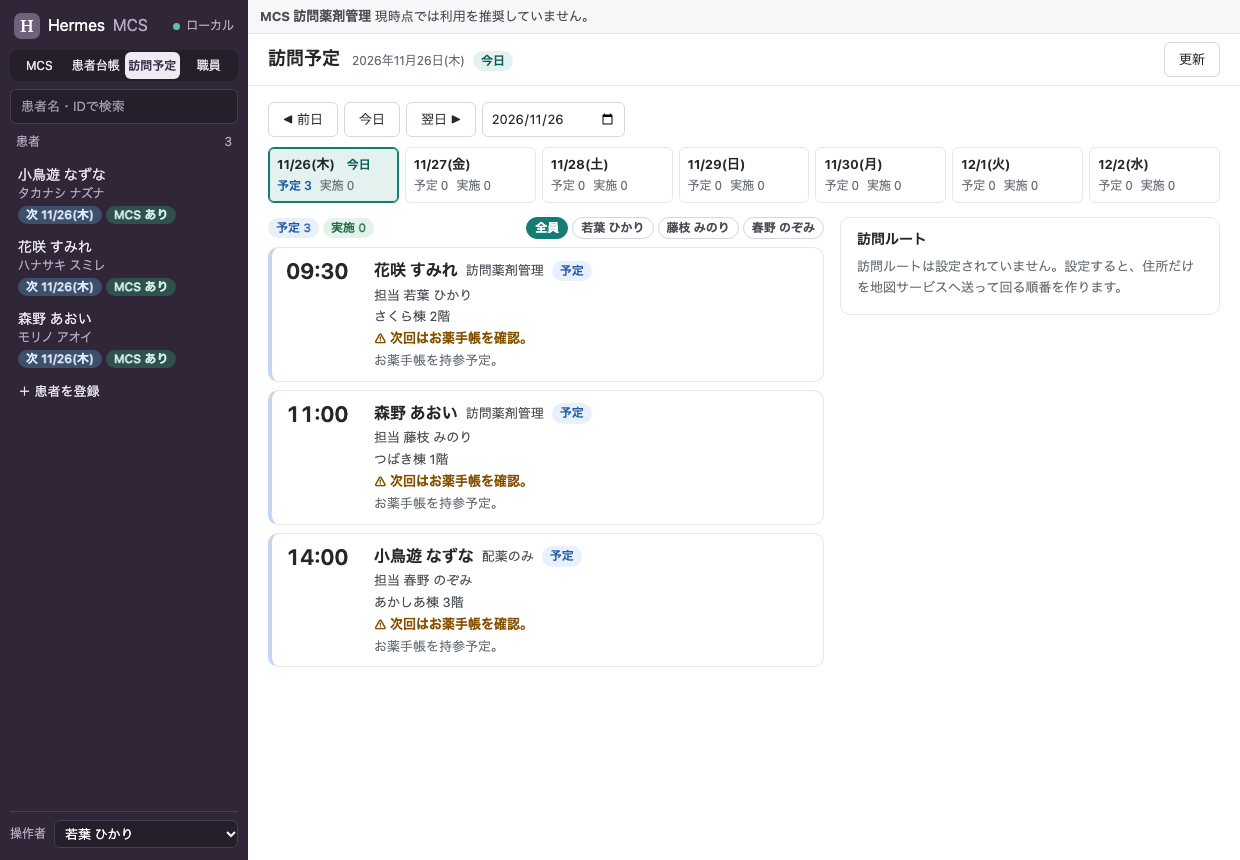 H Hermes MCS ローカル
MCS 患者台帳 訪問予定 職員
患者名・IDで検索
患者 3
小鳥遊 なずな
タカナシ ナズナ
次 11/26(木) MCS あり
花咲 すみれ
ハナサキ スミレ
次 11/26(木) MCS あり
森野 あおい
モリノ アオイ
次 11/26(木) MCS あり
+ 患者を登録
操作者 若葉 ひかり
MCS 訪問薬剤管理 現時点では利用を推奨していません。
訪問予定 2026年11月26日(木) 今日
更新
◀ 前日 今日 翌日 ▶ 2026/11/26
11/26(木) 今日
予定 3 実施 0
11/27(金)
予定 0 実施 0
11/28(土)
予定 0 実施 0
11/29(日)
予定 0 実施 0
11/30(月)
予定 0 実施 0
12/1(火)
予定 0 実施 0
12/2(水)
予定 0 実施 0
予定 3 実施 0
全員 若葉 ひかり 藤枝 みのり 春野 のぞみ
09:30 花咲 すみれ 訪問薬剤管理 予定
担当 若葉 ひかり
さくら棟 2階
⚠ 次回はお薬手帳を確認。
お薬手帳を持参予定。
11:00 森野 あおい 訪問薬剤管理 予定
担当 藤枝 みのり
つばき棟 1階
⚠ 次回はお薬手帳を確認。
お薬手帳を持参予定。
14:00 小鳥遊 なずな 配薬のみ 予定
担当 春野 のぞみ
あかしあ棟 3階
⚠ 次回はお薬手帳を確認。
お薬手帳を持参予定。
訪問ルート
訪問ルートは設定されていません。設定すると、住所だけ
を地図サービスへ送って回る順番を作ります。